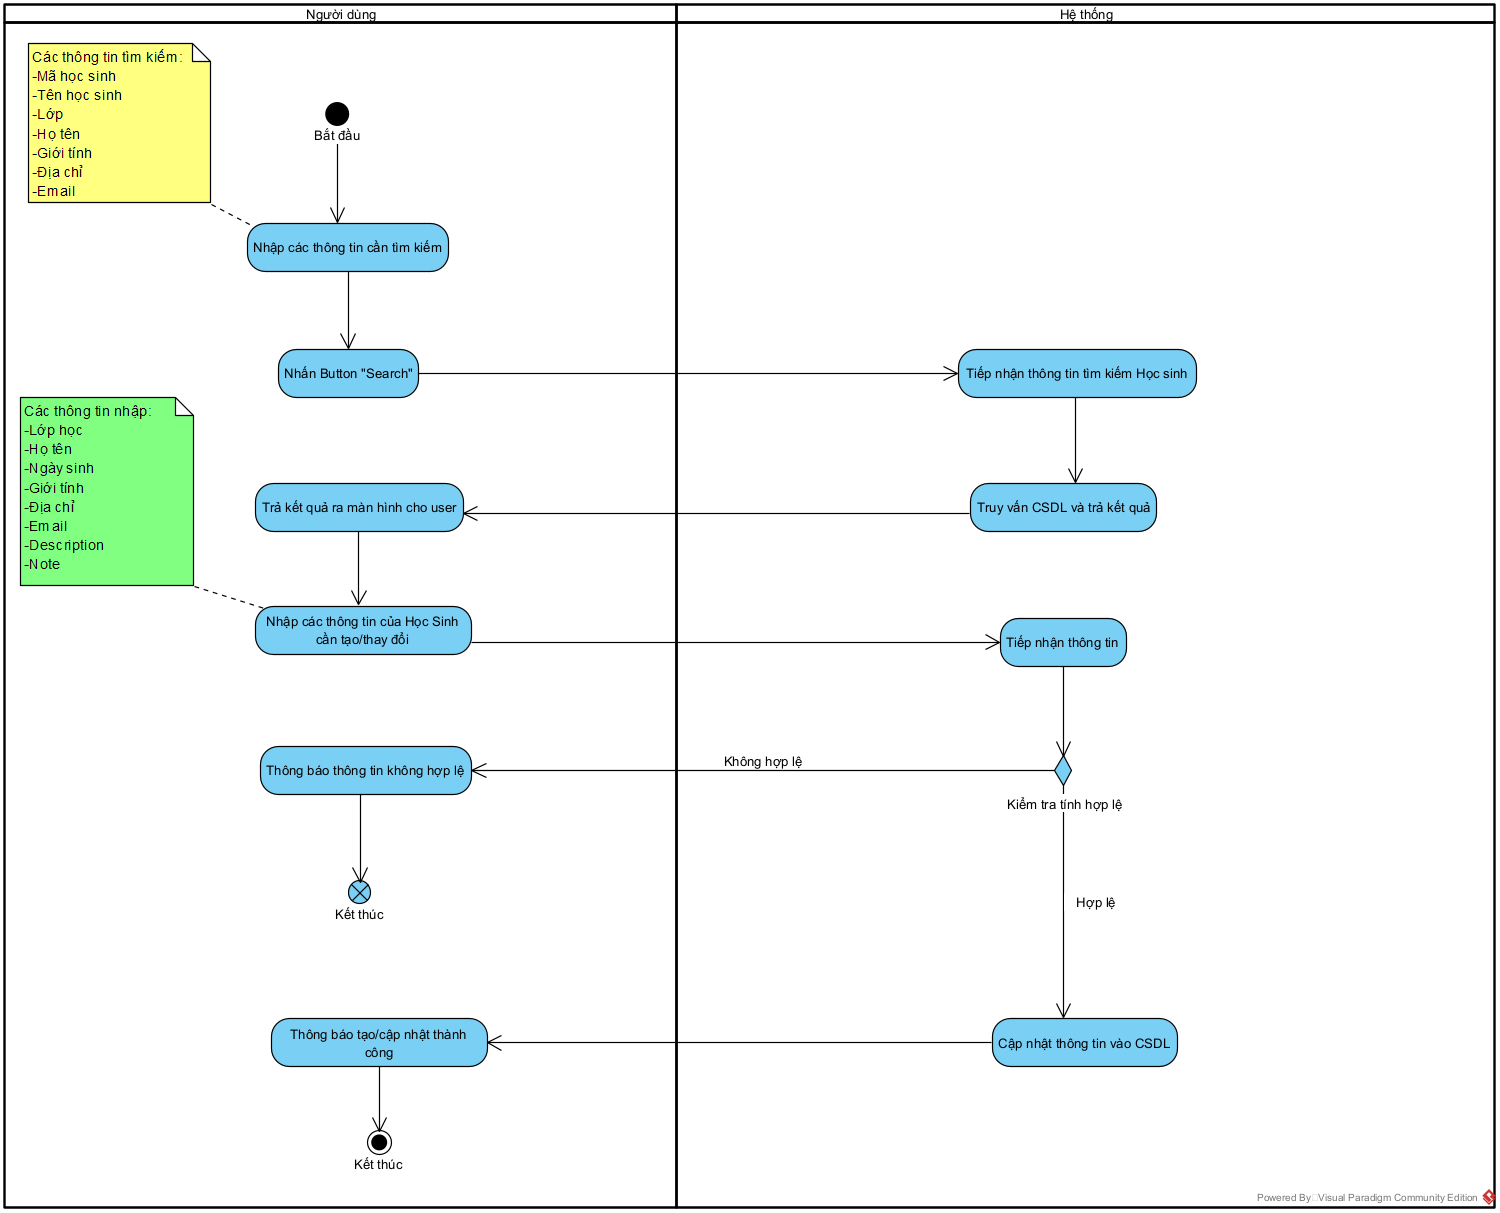 Người dùng
Hệ thống
Các thông tin tìm kiếm:
-Mã học sinh
-Tên học sinh
-Lớp
-Họ tên
-Giới tính
-Địa chỉ
-Email
Bắt đầu
Nhập các thông tin cần tìm kiếm
Nhấn Button "Search"
Tiếp nhận thông tin tìm kiếm Học sinh
Các thông tin nhập:
-Lớp học
-Họ tên
-Ngày sinh
-Giới tính
-Địa chỉ
-Email
-Description
-Note
Trả kết quả ra màn hình cho user
Truy vấn CSDL và trả kết quả
Nhập các thông tin của Học Sinh
cần tạo/thay đổi
Tiếp nhận thông tin
Thông báo thông tin không hợp lệ
Không hợp lệ
Kiểm tra tính hợp lệ
Kết thúc
Hợp lệ
Thông báo tạo/cập nhật thành
công
Cập nhật thông tin vào CSDL
Kết thúc
Powered By Visual Paradigm Community Edition